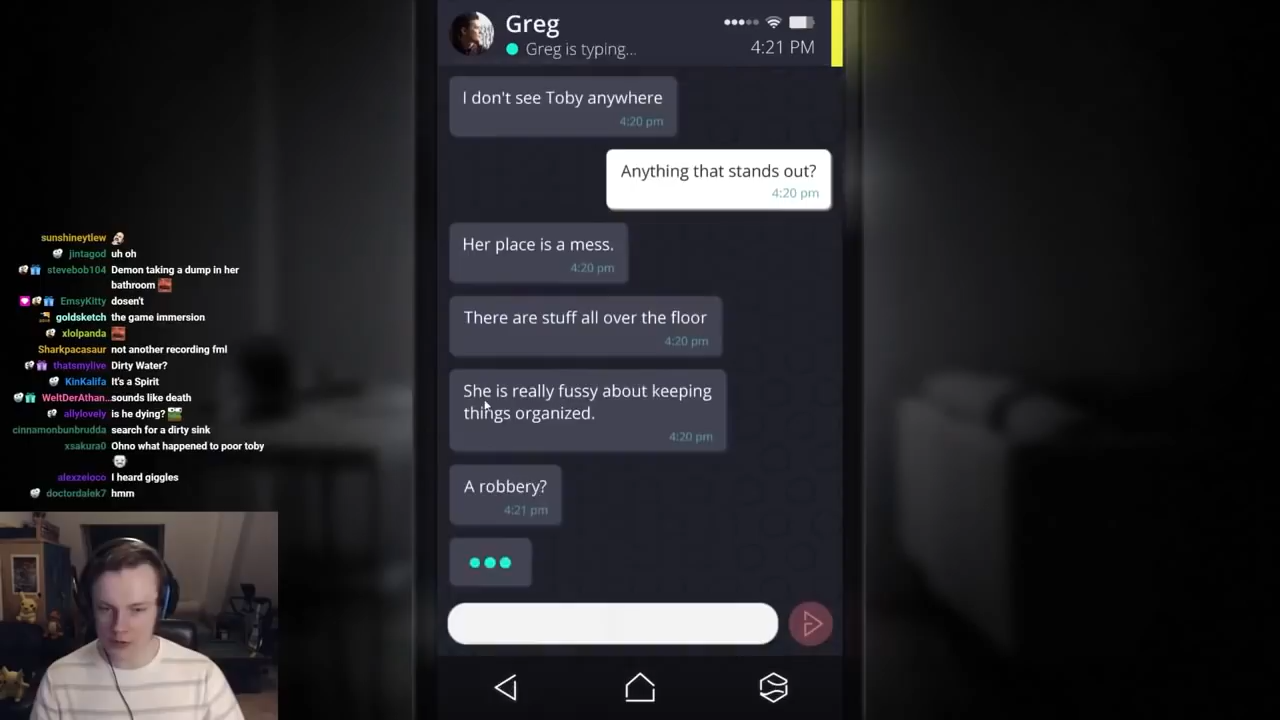 Greg
Greg is typing...
4:21 PM
I don't see Toby anywhere
4:20 pm
Anything that stands out?
4:20 pm
Her place is a mess.
4:20 pm
There are stuff all over the floor
4:20 pm
She is really fussy about keeping
things organized.
4:20 pm
A robbery?
4:21 pm
sunshineytlew
jintagod uh oh
stevebob104 Demon taking a dump in her
bathroom
EmsyKitty dosen't
goldsketch the game immersion
xlolpanda
Sharkpacasaur not another recording fml
thatsmylive Dirty Water?
KinKalifa It's a Spirit
WeltDerAthan... sounds like death
allylovely is he dying?
cinnamonbunbrudda search for a dirty sink
xsakura0 Ohno what happened to poor toby
alexzeloco I heard giggles
doctordalek7 hmm